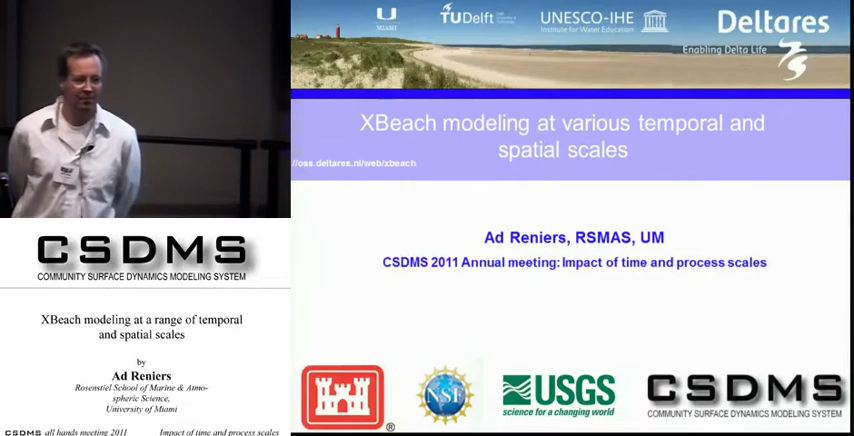 U
MIAMI
TUDelft
UNESCO-IHE
Institute for Water Education
Deltares
Enabling Delta Life
XBeach modeling at various temporal and
spatial scales
//oss.deltares.nl/web/xbeach
Ad Reniers, RSMAS, UM
CSDMS 2011 Annual meeting: Impact of time and process scales
CSDMS
COMMUNITY SURFACE DYNAMICS MODELING SYSTEM
XBeach modeling at a range of temporal
and spatial scales
by
Ad Reniers
Rosenstiel School of Marine & Atmo-
spheric Science,
University of Miami
CSDMS all hands meeting 2011 Impact of time and process scales
®
NSF
USGS
science for a changing world
CSDMS
COMMUNITY SURFACE DYNAMICS MODELING SYSTEM